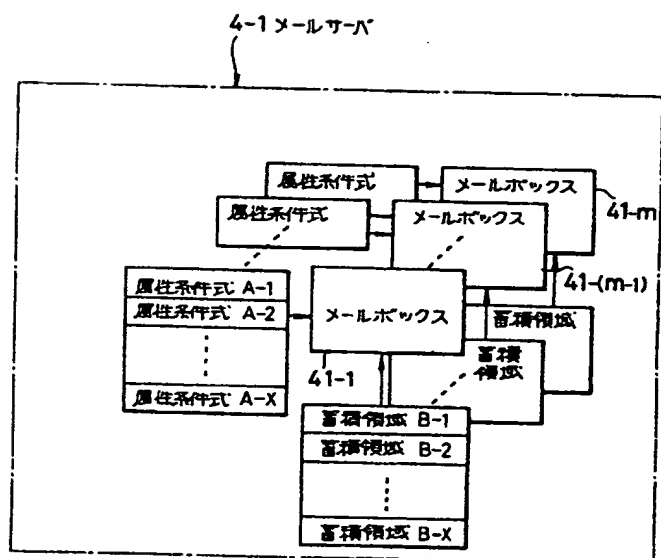 4-1 メールサーバ
属性条件式
メールボックス
属性条件式
メールボックス
41-m
41-(m-1)
属性条件式 A-1
属性条件式 A-2
属性条件式 A-X
メールボックス
41-1
蓄積領域
蓄積
領域
蓄積領域 B-1
蓄積領域 B-2
蓄積領域 B-X